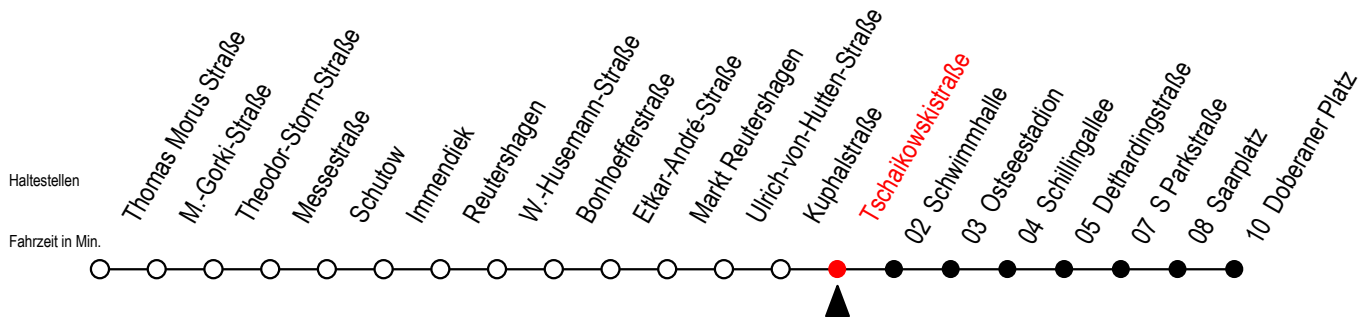 Haltestellen
Fahrzeit in Min.
Thomas Morus Straße
M.-Gorki-Straße
Theodor-Storm-Straße
Messestraße
Schutow
Immendiek
Reutershagen
W.-Husemann-Straße
Bonhoefferstraße
Etkar-André-Straße
Markt Reutershagen
Ulrich-von-Hutten-Straße
Kuphalstraße
Tschaikowskistraße
02 Schwimmhalle
03 Ostseestadion
04 Schillingallee
05 Dethardingstraße
07 S Parkstraße
08 Saarplatz
10 Doberaner Platz